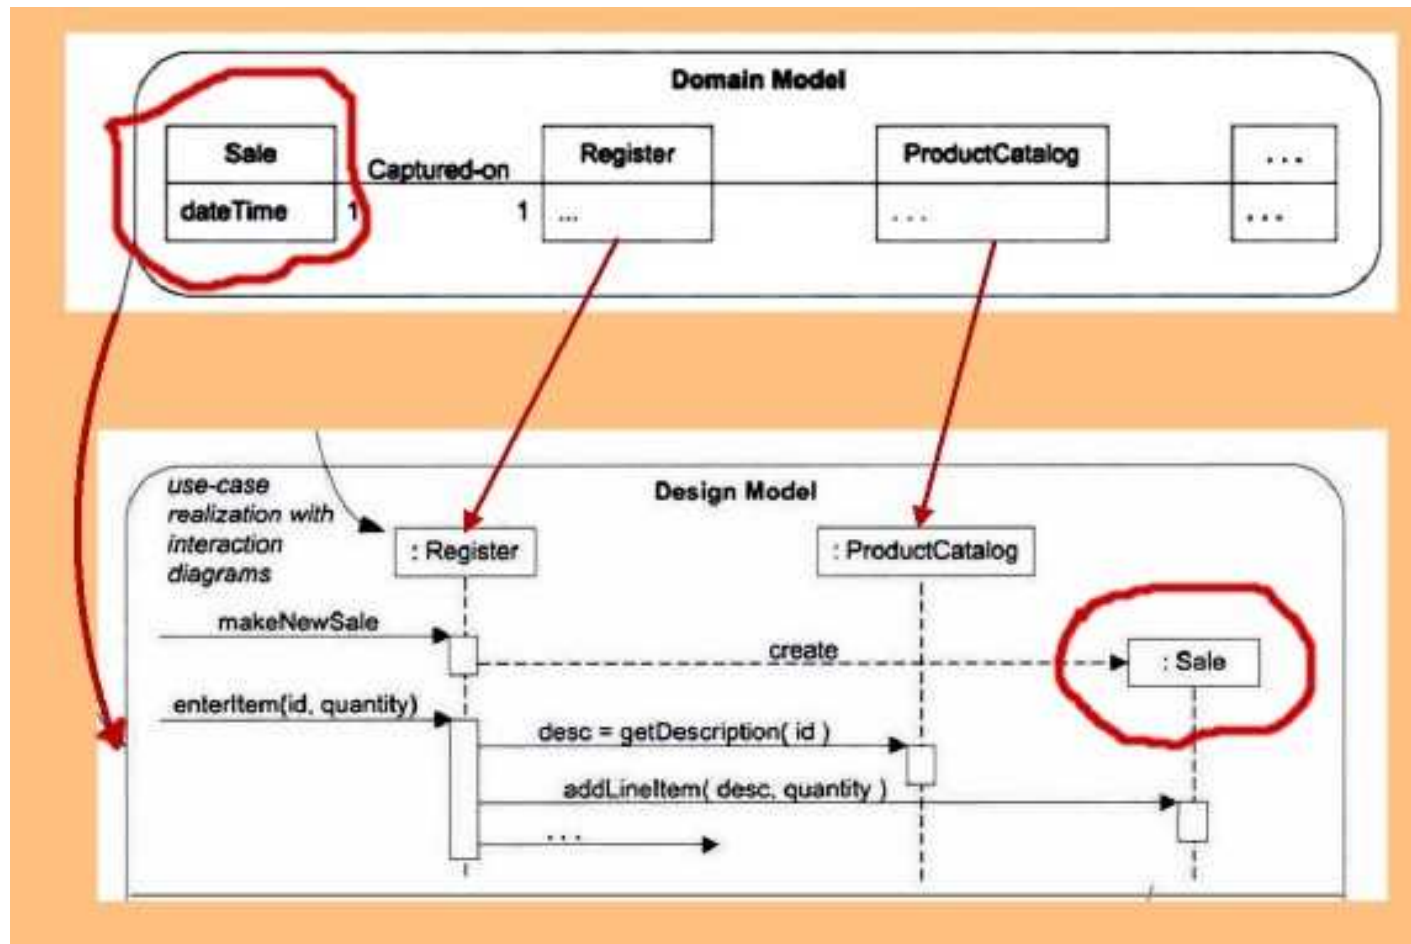 Domain Model
Sale
Captured-on
Register
ProductCatalog
. . .
dateTime
1
1
...
. . .
. . .
use-case
realization with
interaction
diagrams
Design Model
: Register
: ProductCatalog
makeNewSale
create
: Sale
enterItem(id, quantity)
desc = getDescription( id )
addLineItem( desc, quantity )
. . .